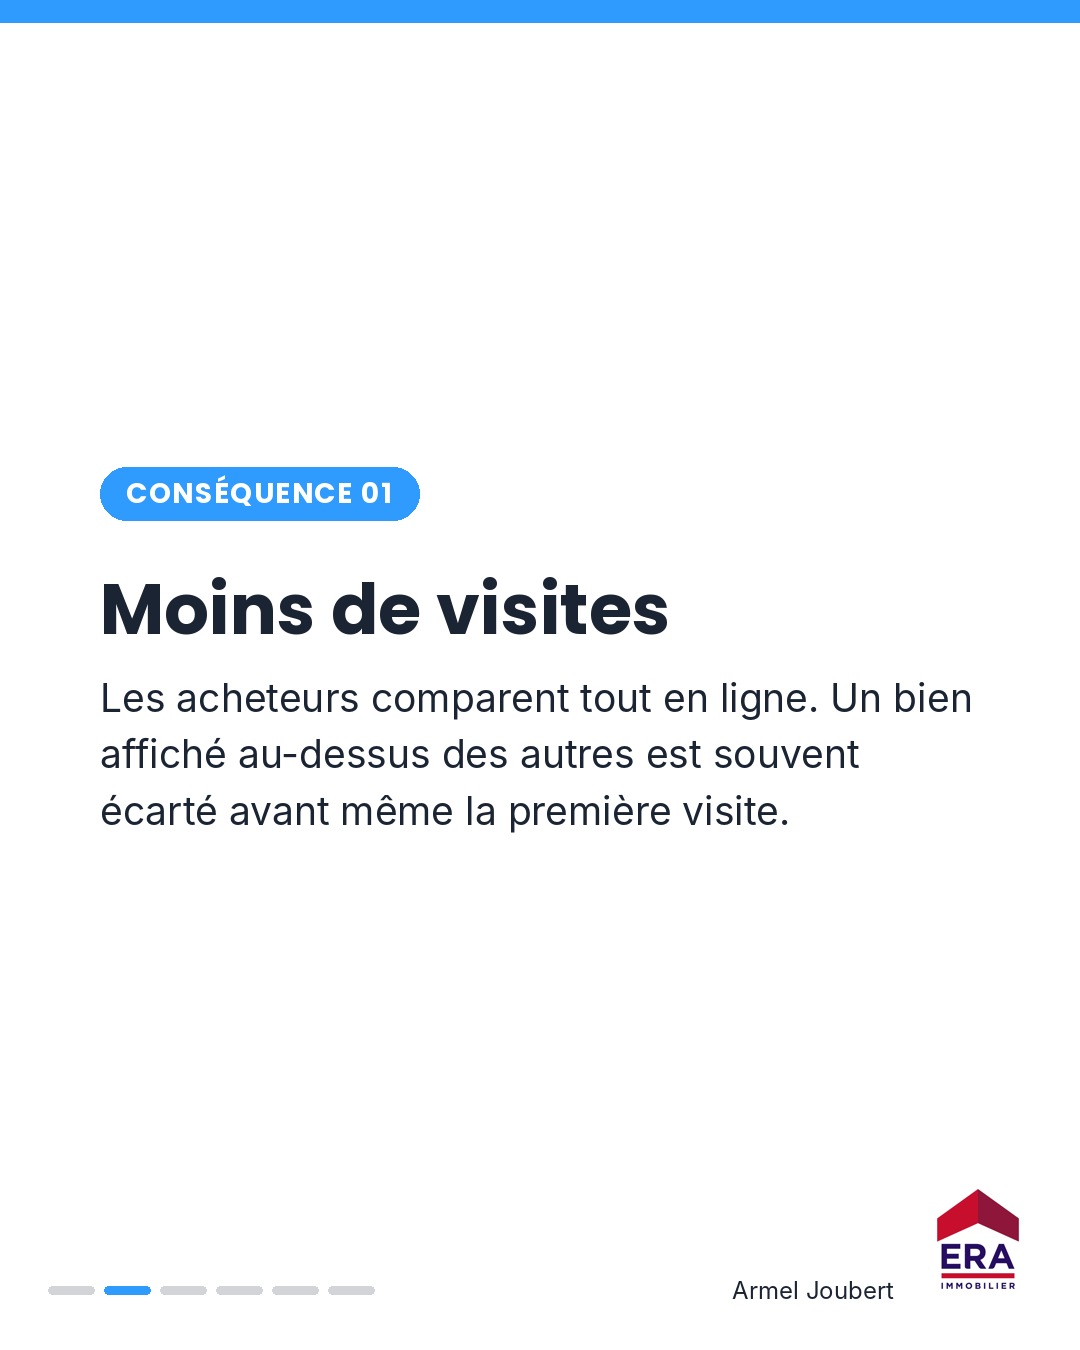 CONSÉQUENCE 01
Moins de visites
Les acheteurs comparent tout en ligne. Un bien
affiché au-dessus des autres est souvent
écarté avant même la première visite.
Armel Joubert
ERA
IMMOBILIER